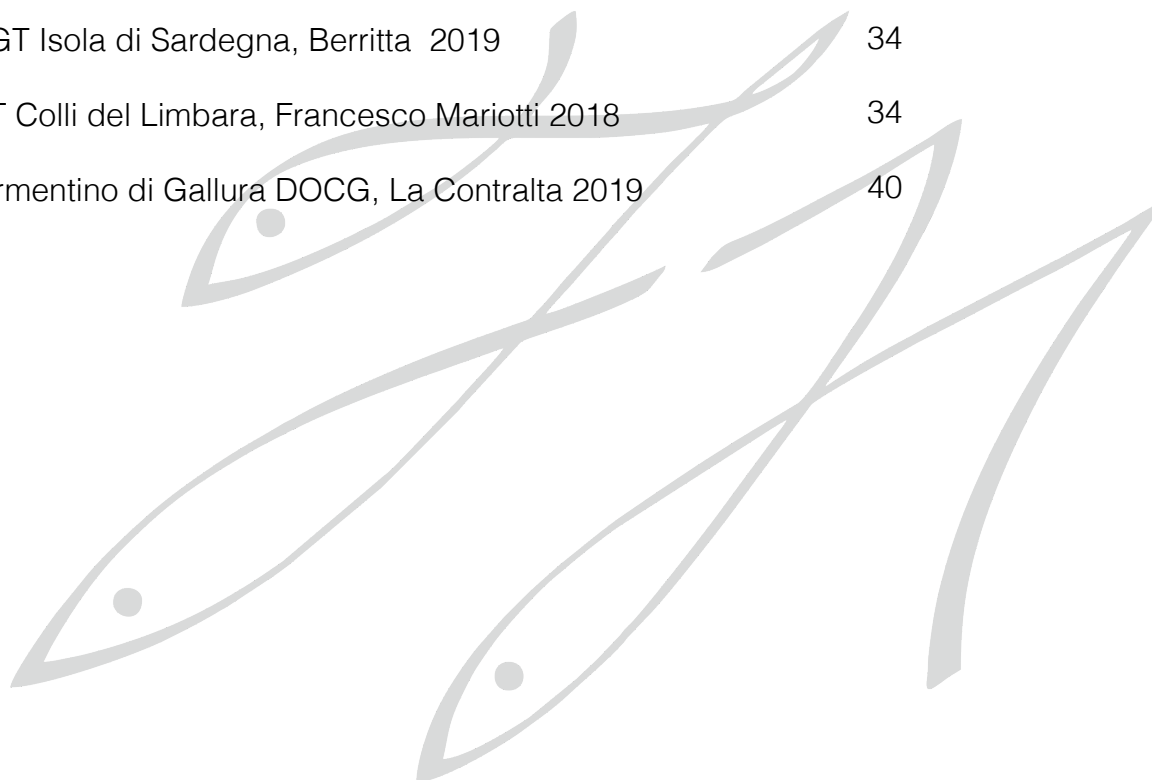 GT Isola di Sardegna, Berritta  2019 34
T Colli del Limbara, Francesco Mariotti 2018 34
rmentino di Gallura DOCG, La Contralta 2019 40